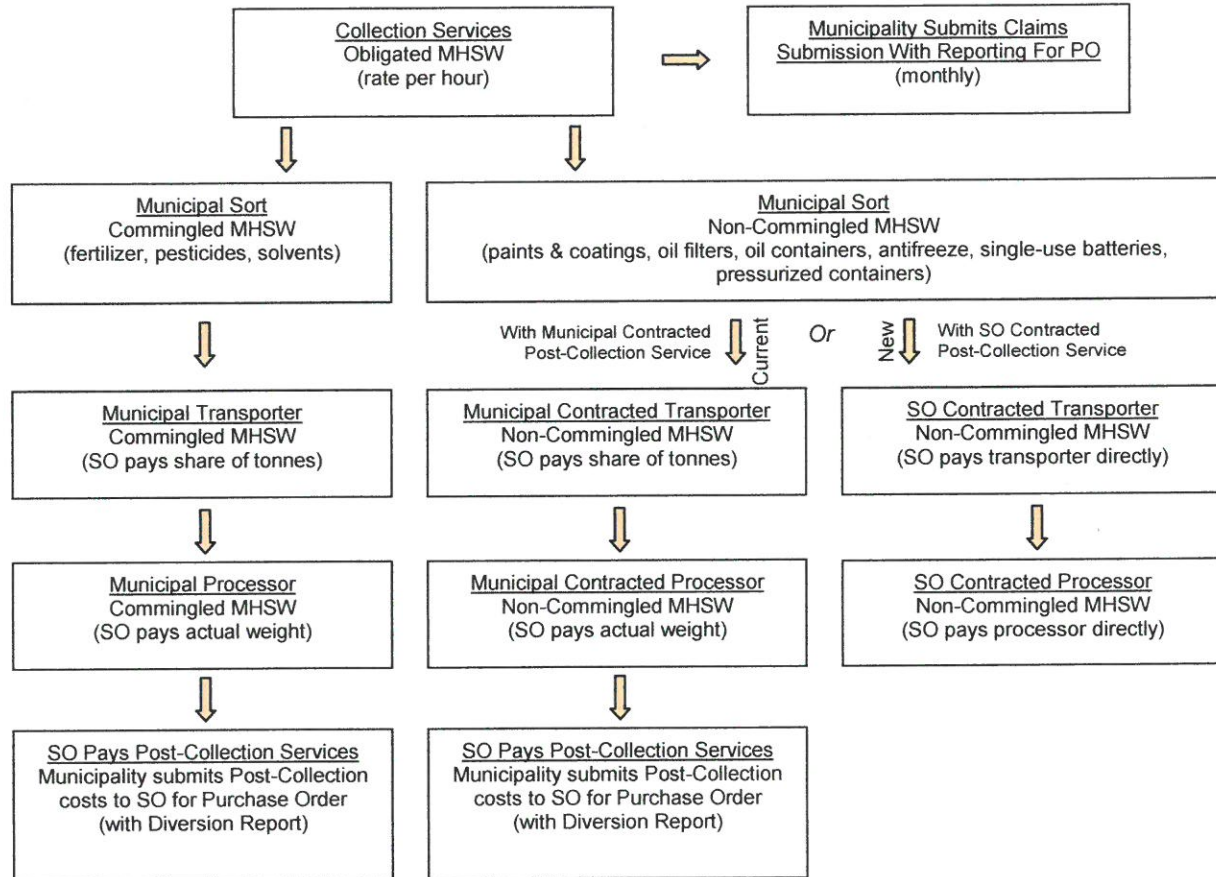 Collection Services
Obligated MHSW
(rate per hour)
Municipality Submits Claims
Submission With Reporting For PO
(monthly)
Municipal Sort
Commingled MHSW
(fertilizer, pesticides, solvents)
Municipal Sort
Non-Commingled MHSW
(paints & coatings, oil filters, oil containers, antifreeze, single-use batteries,
pressurized containers)
With Municipal Contracted
Post-Collection Service
Current
Or
New
With SO Contracted
Post-Collection Service
Municipal Transporter
Commingled MHSW
(SO pays share of tonnes)
Municipal Contracted Transporter
Non-Commingled MHSW
(SO pays share of tonnes)
SO Contracted Transporter
Non-Commingled MHSW
(SO pays transporter directly)
Municipal Processor
Commingled MHSW
(SO pays actual weight)
Municipal Contracted Processor
Non-Commingled MHSW
(SO pays actual weight)
SO Contracted Processor
Non-Commingled MHSW
(SO pays processor directly)
SO Pays Post-Collection Services
Municipality submits Post-Collection
costs to SO for Purchase Order
(with Diversion Report)
SO Pays Post-Collection Services
Municipality submits Post-Collection
costs to SO for Purchase Order
(with Diversion Report)